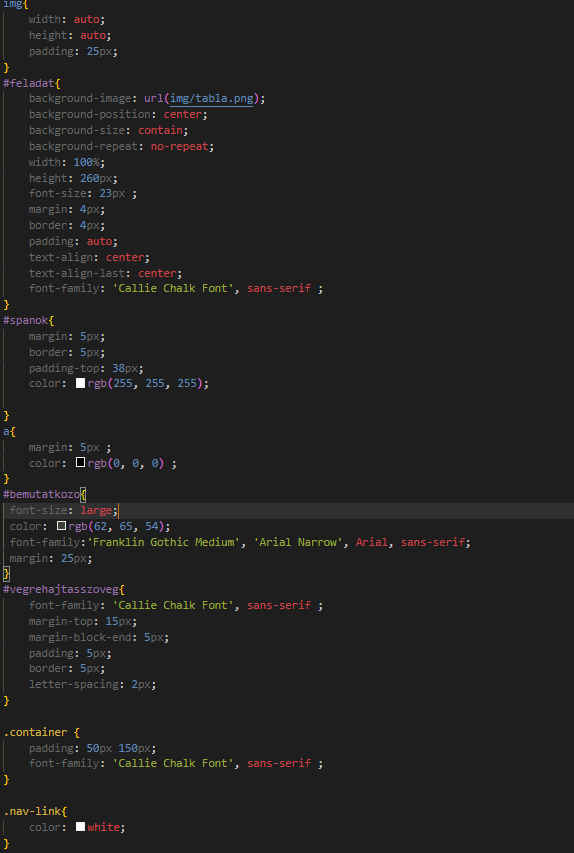 img{
    width: auto;
    height: auto;
    padding: 25px;
}
#feladat{
    background-image: url(img/tabla.png);
    background-position: center;
    background-size: contain;
    background-repeat: no-repeat;
    width: 100%;
    height: 260px;
    font-size: 23px ;
    margin: 4px;
    border: 4px;
    padding: auto;
    text-align: center;
    text-align-last: center;
    font-family: 'Callie Chalk Font', sans-serif ;
}
#spanok{
    margin: 5px;
    border: 5px;
    padding-top: 38px;
    color: rgb(255, 255, 255);

}
a{
    margin: 5px ;
    color: rgb(0, 0, 0) ;
}
#bemutatkozo{
 font-size: large;
 color: rgb(62, 65, 54);
 font-family:'Franklin Gothic Medium', 'Arial Narrow', Arial, sans-serif;
 margin: 25px;
}
#vegrehajtasszoveg{
    font-family: 'Callie Chalk Font', sans-serif ;
    margin-top: 15px;
    margin-block-end: 5px;
    padding: 5px;
    border: 5px;
    letter-spacing: 2px;
}

.container {
    padding: 50px 150px;
    font-family: 'Callie Chalk Font', sans-serif ;
}

.nav-link{
    color: white;
}